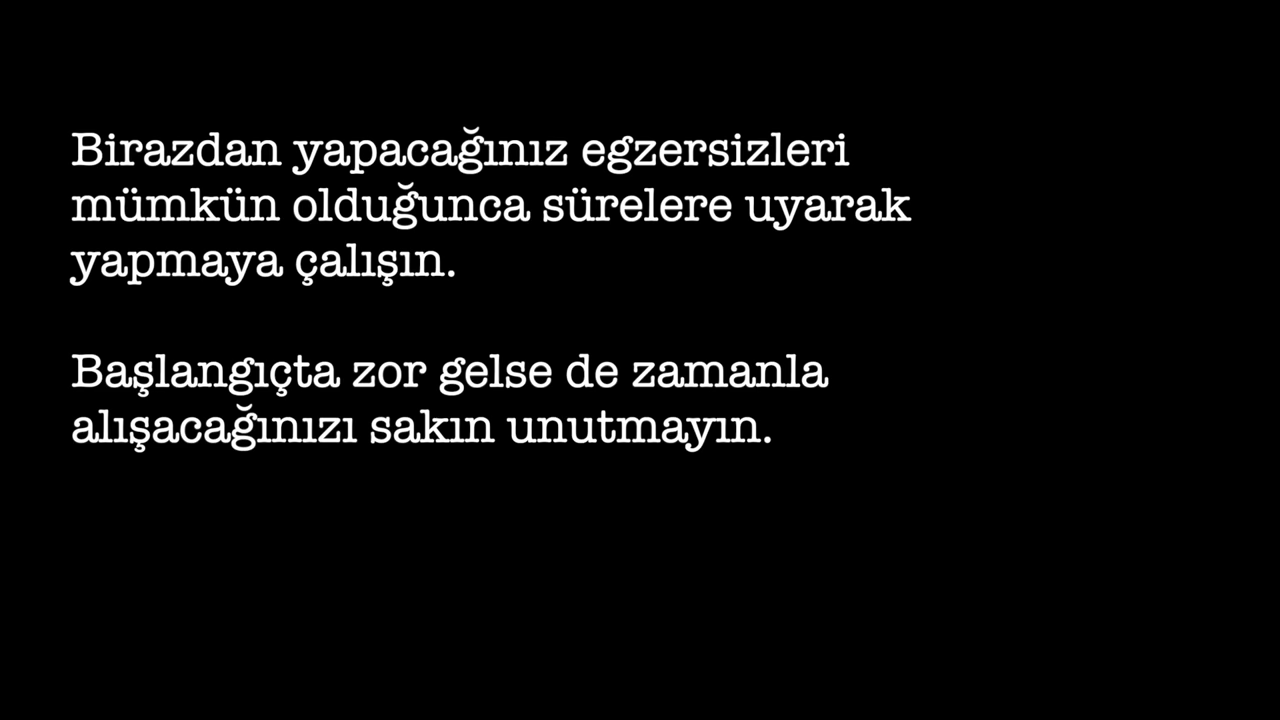 Birazdan yapacağınız egzersizleri
mümkün olduğunca sürelere uyarak
yapmaya çalışın.
Başlangıçta zor gelse de zamanla
alışacağınızı sakın unutmayın.